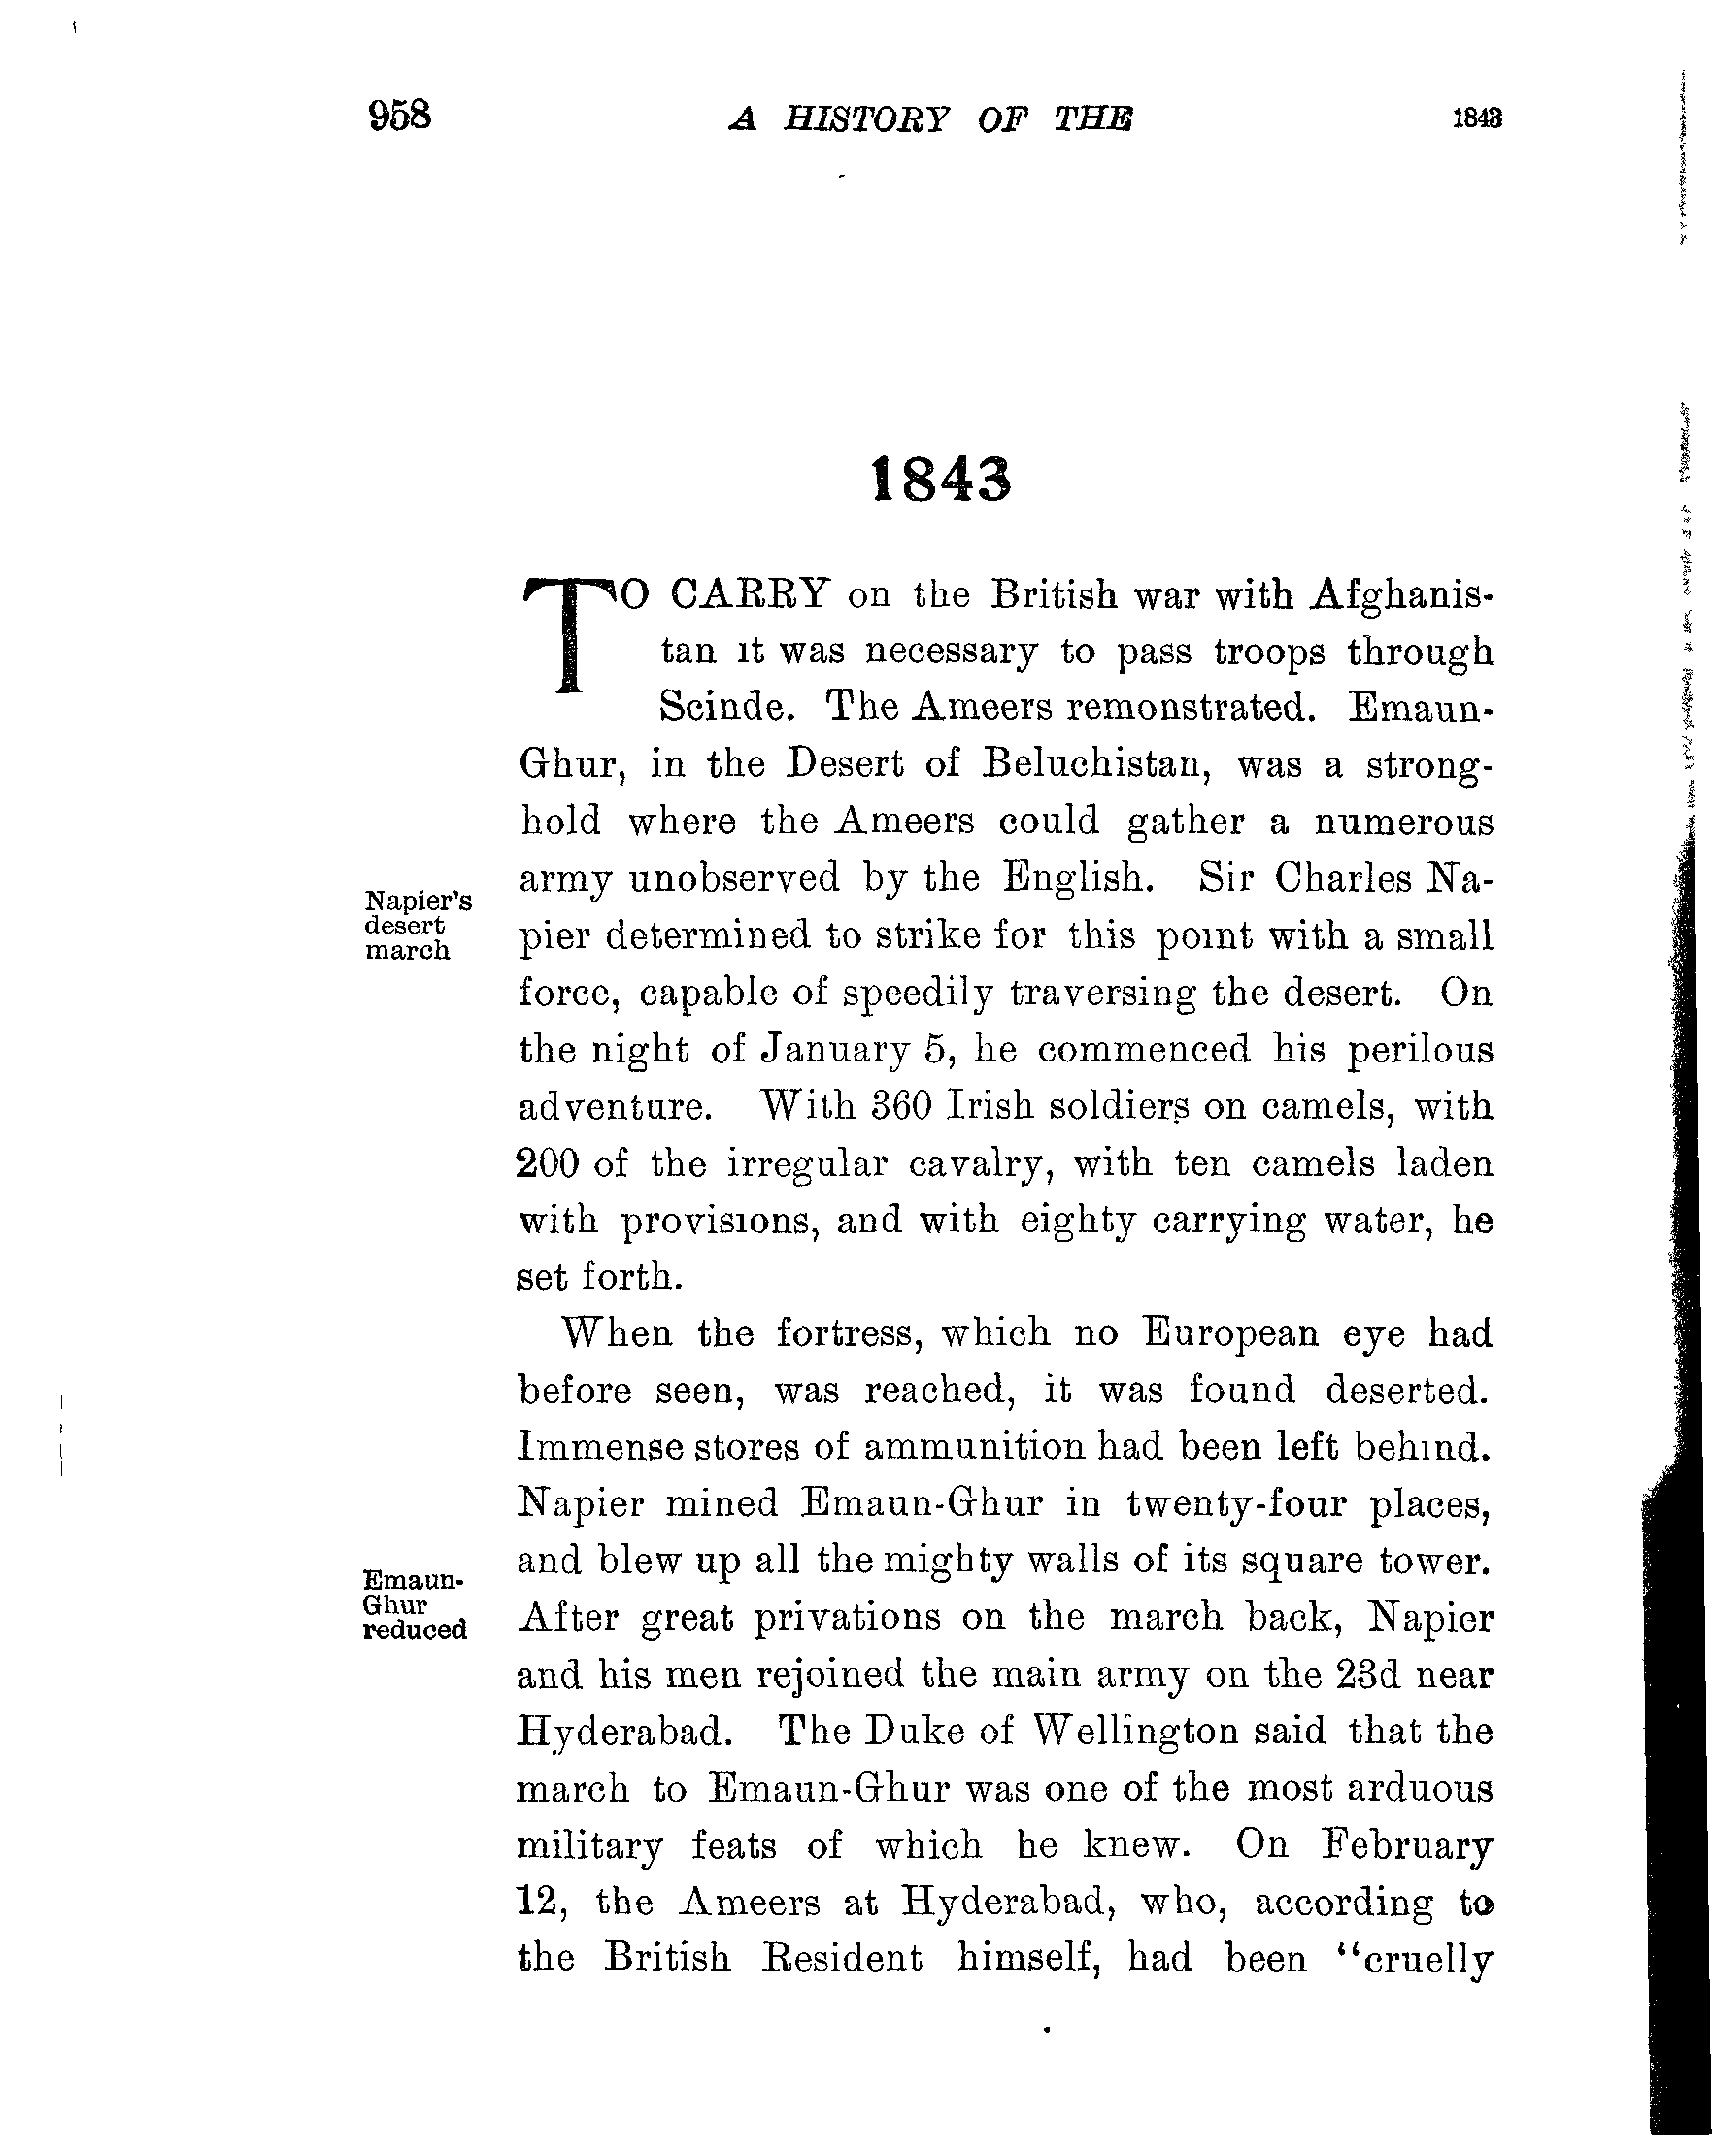 958 A HISTORY OF THE 1843
1843
TO CARRY on the British war with Afghanis-
tan it was necessary to pass troops through
Scinde. The Ameers remonstrated. Emaun-
Ghur, in the Desert of Beluchistan, was a strong-
hold where the Ameers could gather a numerous
army unobserved by the English. Sir Charles Na-
Napier's
desert
march
pier determined to strike for this point with a small
force, capable of speedily traversing the desert. On
the night of January 5, he commenced his perilous
adventure. With 360 Irish soldiers on camels, with
200 of the irregular cavalry, with ten camels laden
with provisions, and with eighty carrying water, he
set forth.
When the fortress, which no European eye had
before seen, was reached, it was found deserted.
Immense stores of ammunition had been left behind.
Napier mined Emaun-Ghur in twenty-four places,
and blew up all the mighty walls of its square tower.
Emaun-
Ghur
reduced
After great privations on the march back, Napier
and his men rejoined the main army on the 23d near
Hyderabad. The Duke of Wellington said that the
march to Emaun-Ghur was one of the most arduous
military feats of which he knew. On February
12, the Ameers at Hyderabad, who, according to
the British Resident himself, had been "cruelly